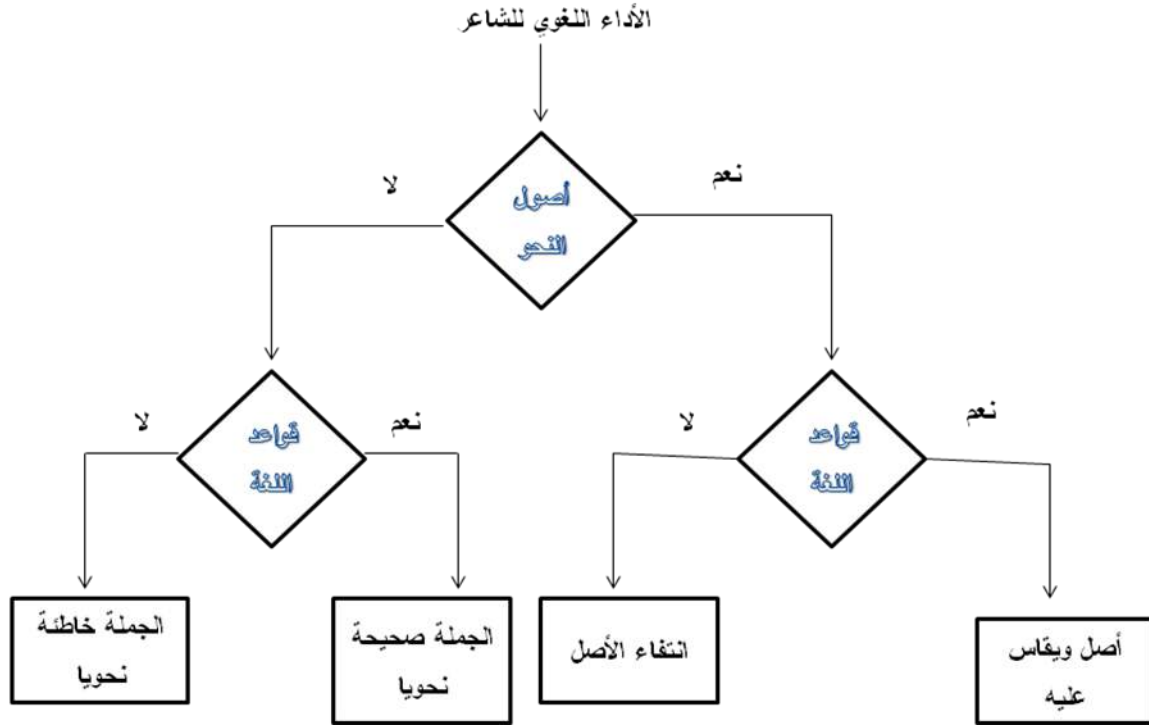 الأداء اللغوي للشاعر
نعم
لا
أصول
النحو
نعم
لا
نعم
لا
قواعد
اللغة
قواعد
اللغة
أصل ويقاس
عليه
انتفاء الأصل
الجملة صحيحة
نحويا
الجملة خاطئة
نحويا